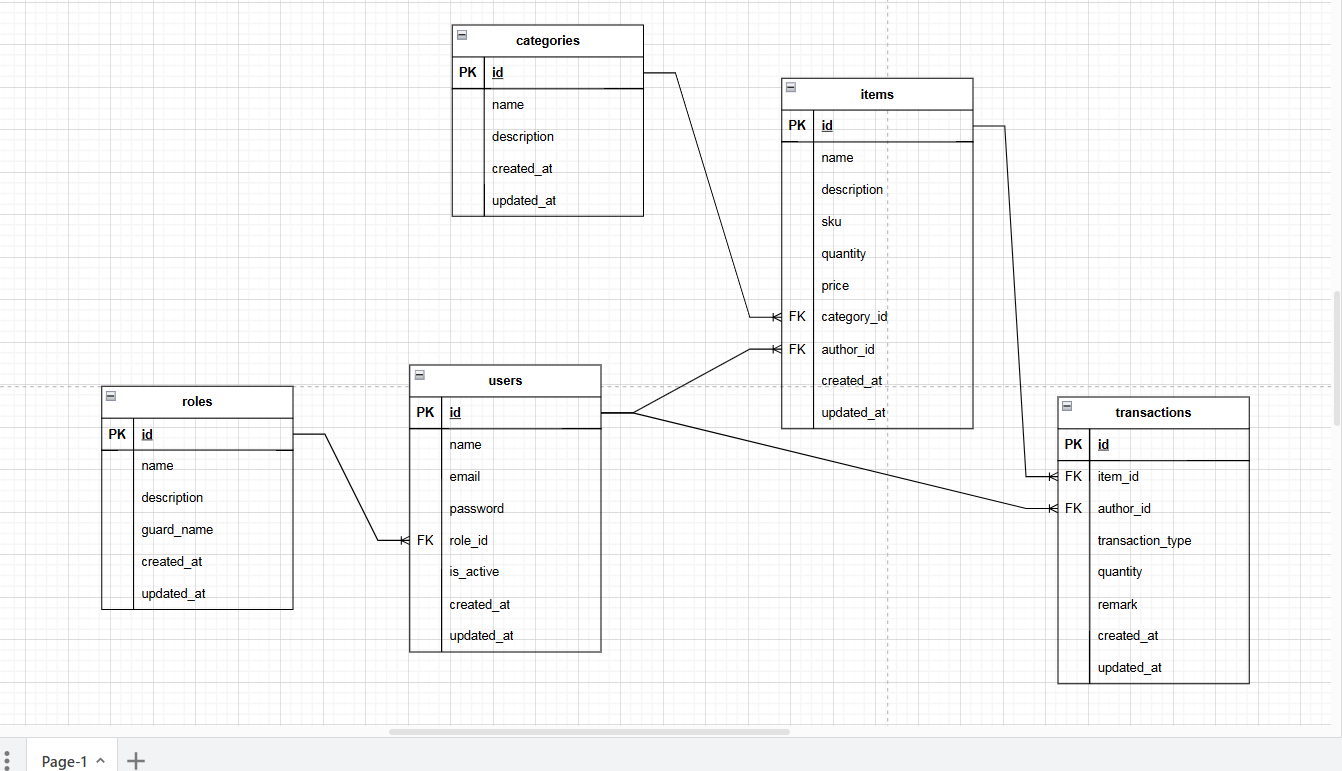 categories
PK id
name
description
created_at
updated_at
items
PK id
name
description
sku
quantity
price
FK category_id
FK author_id
created_at
updated_at
roles
PK id
name
description
guard_name
created_at
updated_at
users
PK id
name
email
password
FK role_id
is_active
created_at
updated_at
transactions
PK id
FK item_id
FK author_id
transaction_type
quantity
remark
created_at
updated_at
Page-1